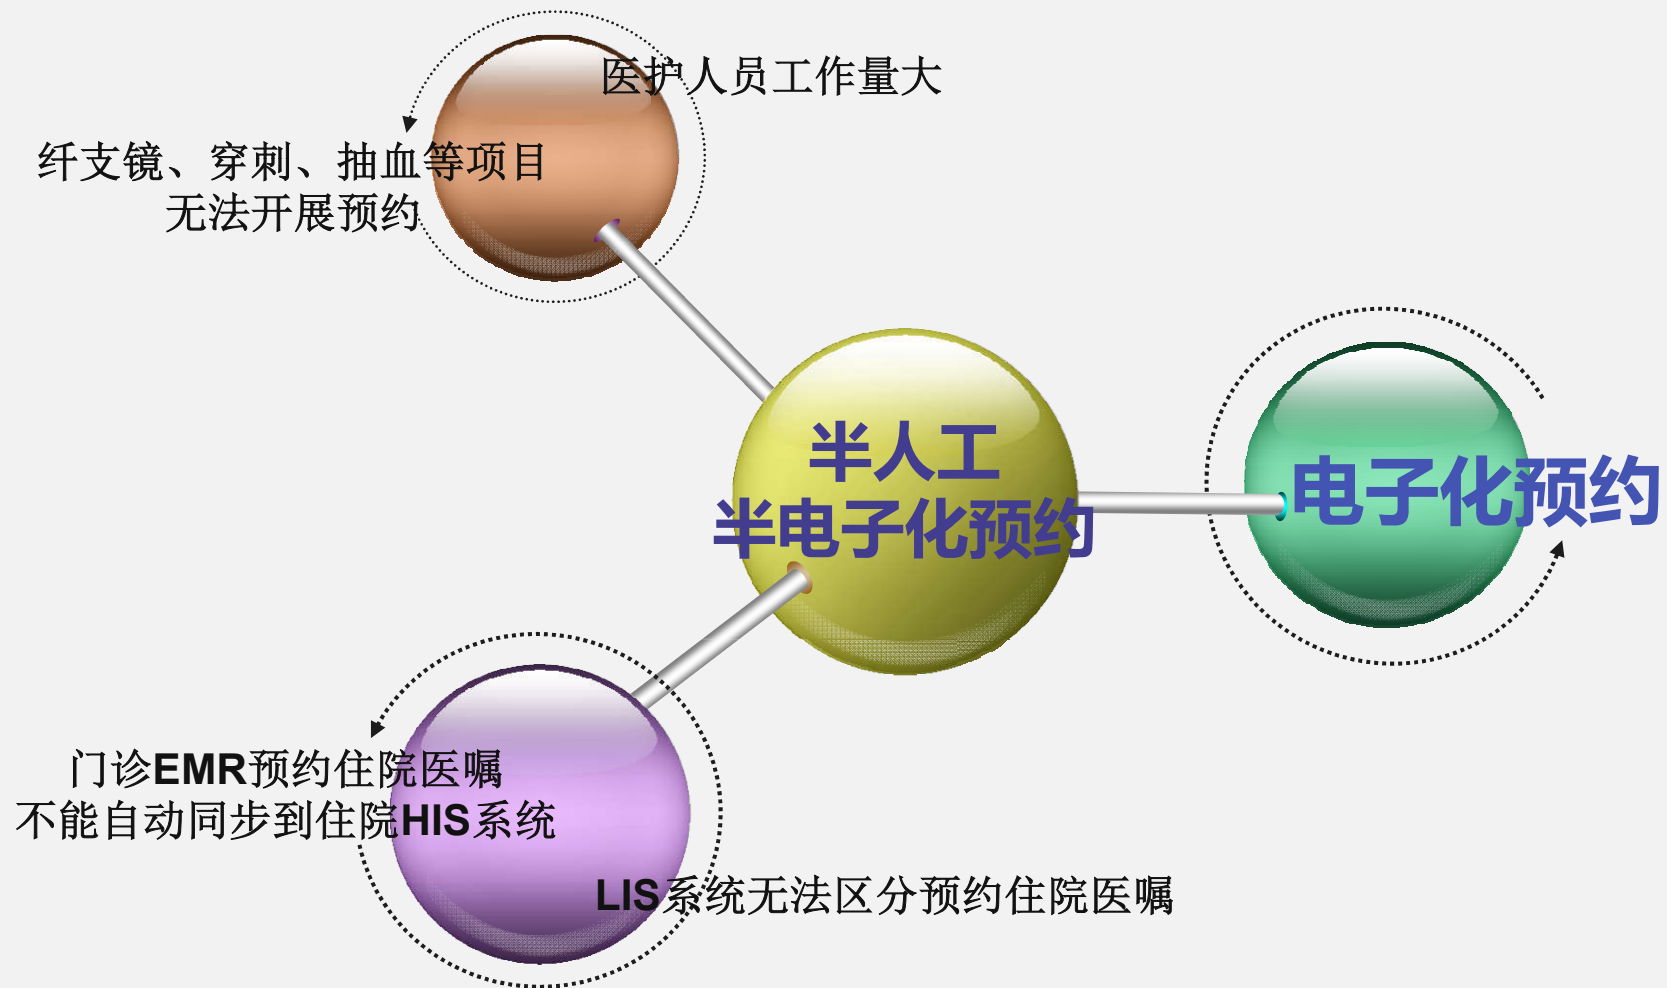 医护人员工作量大
纤支镜、穿刺、抽血等项目
无法开展预约
半人工
半电子化预约
电子化预约
门诊EMR预约住院医嘱
不能自动同步到住院HIS系统
LIS系统无法区分预约住院医嘱